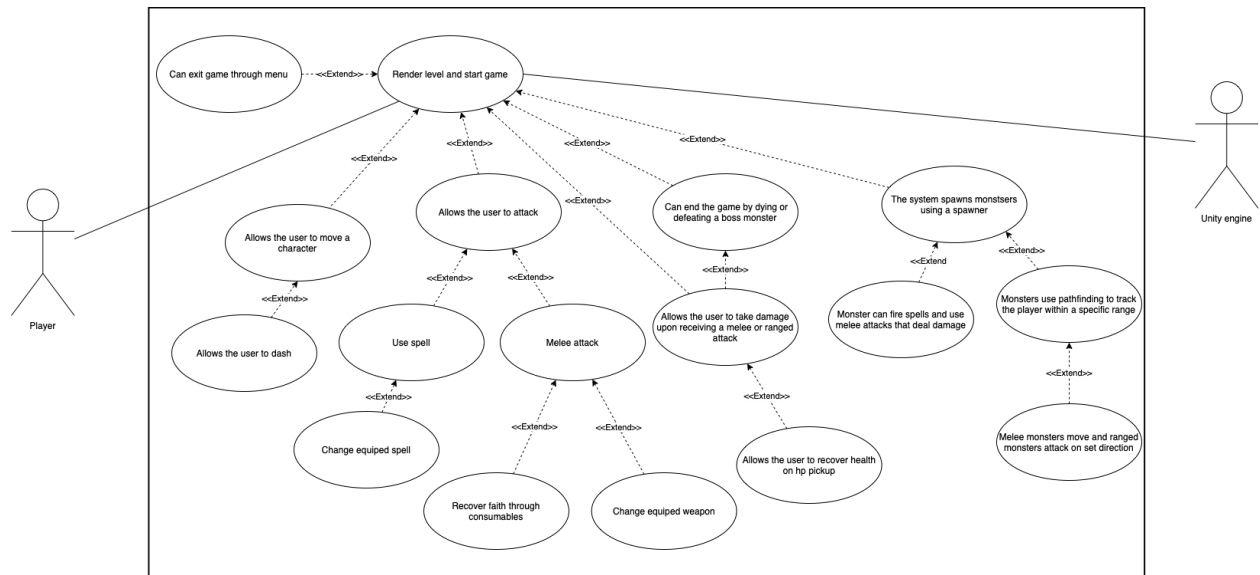 Can exit game through menu
<<Extend>>
Render level and start game
<<Extend>>
<<Extend>>
<<Extend>>
<<Extend>>
<<Extend>>
The system spawns monstsers
using a spawner
Unity engine
Allows the user to attack
Can end the game by dying or
defeating a boss monster
Allows the user to move a
character
<<Extend>>
<<Extend>>
<<Extend>>
<<Extend
<<Extend>>
<<Extend>>
Player
Allows the user to dash
Use spell
Melee attack
Allows the user to take damage
upon receiving a melee or ranged
attack
Monster can fire spells and use
melee attacks that deal damage
Monsters use pathfinding to track
the player within a specific range
<<Extend>>
<<Extend>>
<<Extend>>
<<Extend>>
<<Extend>>
Change equiped spell
Recover faith through
consumables
Change equiped weapon
Allows the user to recover health
on hp pickup
Melee monsters move and ranged
monsters attack on set direction